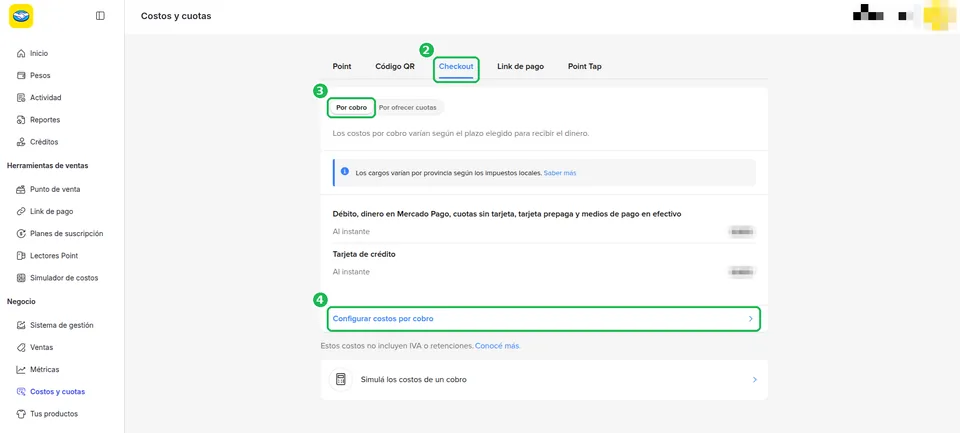 Costos y cuotas
Inicio
Pesos
Actividad
Reportes
Créditos
Herramientas de ventas
Punto de venta
Link de pago
Planes de suscripción
Lectores Point
Simulador de costos
Negocio
Sistema de gestión
Ventas
Métricas
Costos y cuotas
Tus productos
2
Point Código QR Checkout Link de pago Point Tap
3
Por cobro Por ofrecer cuotas
Los costos por cobro varían según el plazo elegido para recibir el dinero.
Los cargos varían por provincia según los impuestos locales. Saber más
Débito, dinero en Mercado Pago, cuotas sin tarjeta, tarjeta prepaga y medios de pago en efectivo
Al instante
Tarjeta de crédito
Al instante
4
Configurar costos por cobro
Estos costos no incluyen IVA o retenciones. Conocé más.
Simulá los costos de un cobro